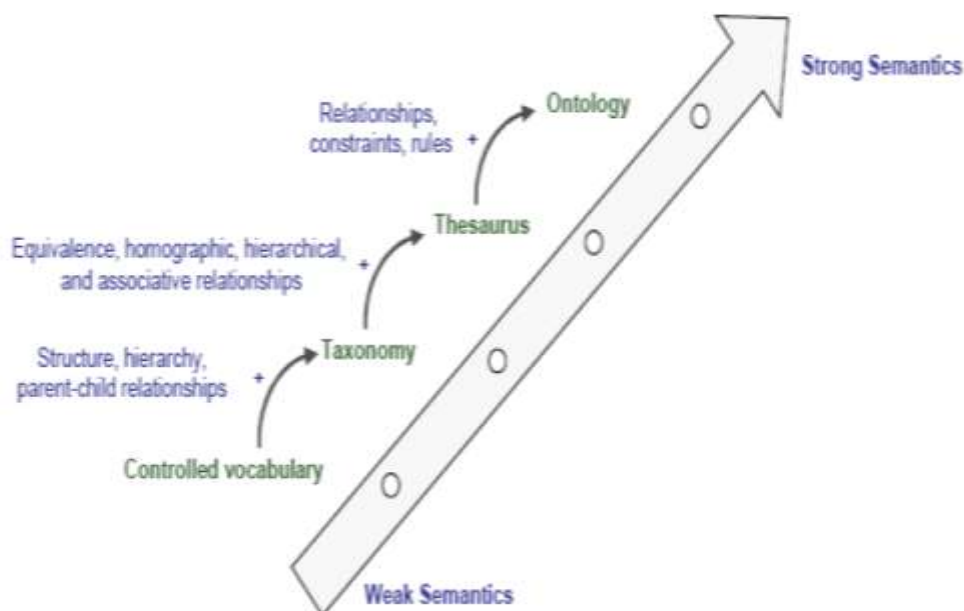 Strong Semantics
Ontology
Relationships,
constraints, rules +
Thesaurus
Equivalence, homographic, hierarchical,
and associative relationships +
Taxonomy
Structure, hierarchy,
parent-child relationships +
Controlled vocabulary
Weak Semantics